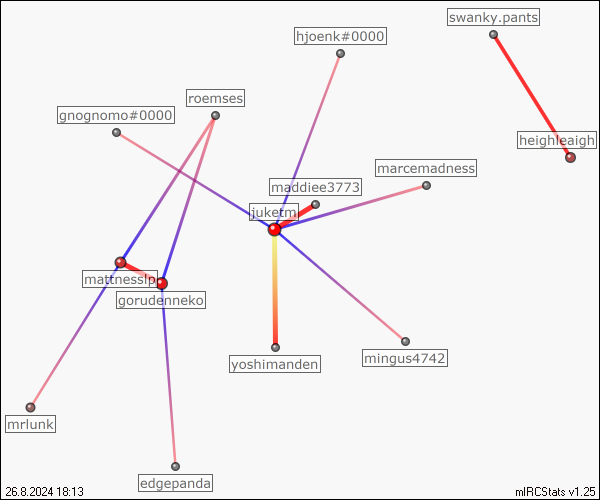 swanky.pants
hjoenk#0000
roemses
gnognomo#0000
heighleaigh
marcemadness
maddiee3773
juketm
mattnesslp
gorudenneko
yoshimanden
mingus4742
mrlunk
edgepanda
26.8.2024 18:13
mIRCStats v1.25